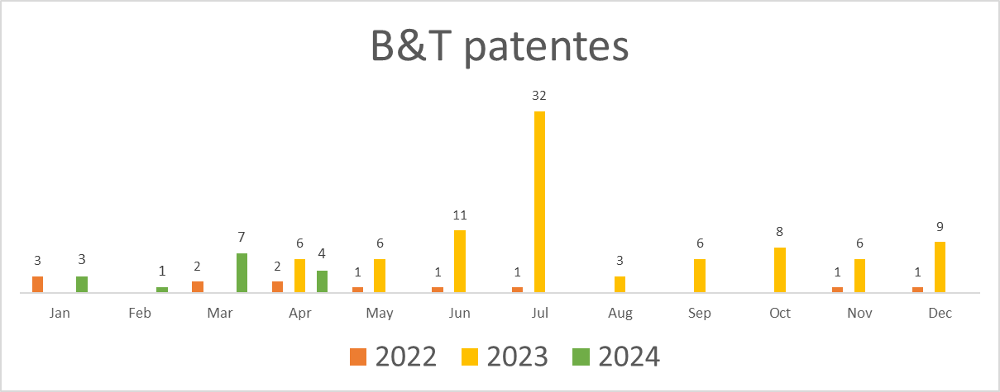 B&T patentes
32
11
9
8
7
6 6 6 6
4
3 3 3
2 2
1 1 1 1 1 1
Jan Feb Mar Apr May Jun Jul Aug Sep Oct Nov Dec
2022 2023 2024